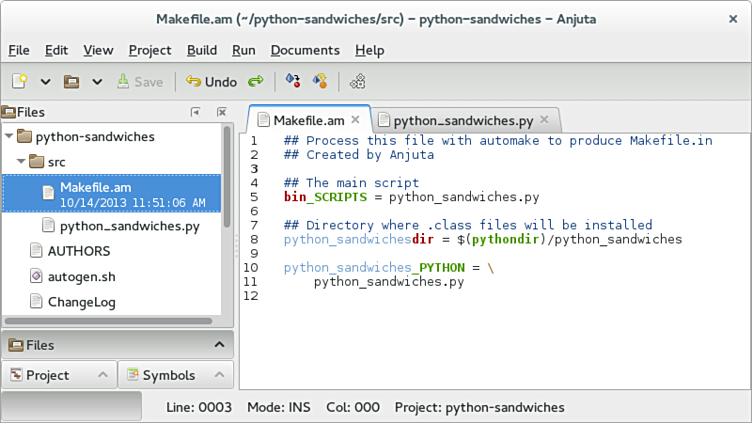 Makefile.am (~/python-sandwiches/src) – python-sandwiches – Anjuta
File Edit View Project Build Run Documents Help
Save Undo
Files
python-sandwiches
src
Makefile.am
10/14/2013 11:51:06 AM
python_sandwiches.py
AUTHORS
autogen.sh
ChangeLog
Files
Project Symbols
Makefile.am python_sandwiches.py
1 ## Process this file with automake to produce Makefile.in
2 ## Created by Anjuta
3
4 ## The main script
5 bin_SCRIPTS = python_sandwiches.py
6
7 ## Directory where .class files will be installed
8 python_sandwichesdir = $(pythondir)/python_sandwiches
9
10 python_sandwiches_PYTHON = \
11 python_sandwiches.py
12
Line: 0003 Mode: INS Col: 000 Project: python-sandwiches